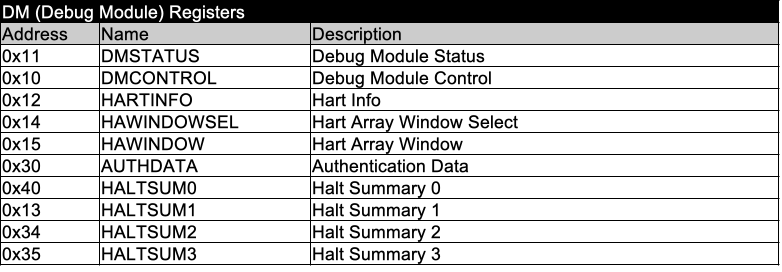 DM (Debug Module) Registers
Address Name Description
0x11 DMSTATUS Debug Module Status
0x10 DMCONTROL Debug Module Control
0x12 HARTINFO Hart Info
0x14 HAWINDOWSEL Hart Array Window Select
0x15 HAWINDOW Hart Array Window
0x30 AUTHDATA Authentication Data
0x40 HALTSUM0 Halt Summary 0
0x13 HALTSUM1 Halt Summary 1
0x34 HALTSUM2 Halt Summary 2
0x35 HALTSUM3 Halt Summary 3